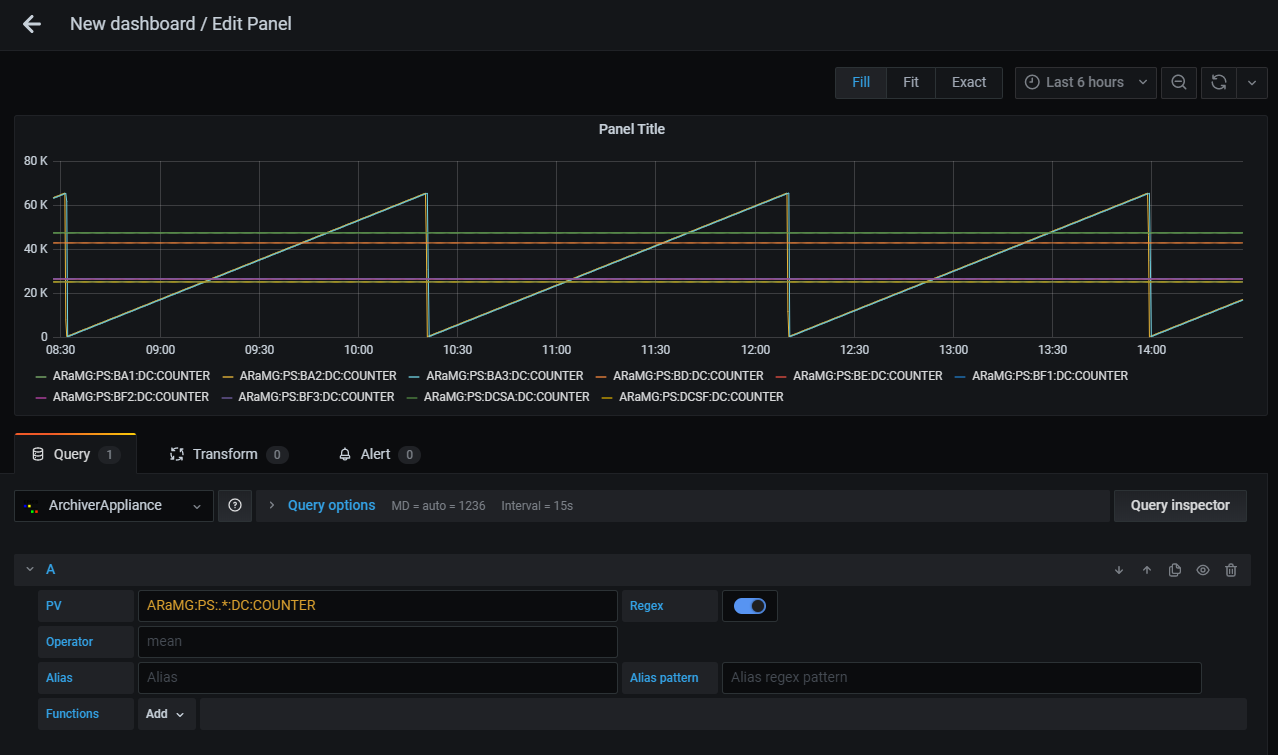 New dashboard / Edit Panel
Fill Fit Exact Last 6 hours
Panel Title
80 K
60 K
40 K
20 K
0
08:30 09:00 09:30 10:00 10:30 11:00 11:30 12:00 12:30 13:00 13:30 14:00
ARaMG:PS:BA1:DC:COUNTER ARaMG:PS:BA2:DC:COUNTER ARaMG:PS:BA3:DC:COUNTER ARaMG:PS:BD:DC:COUNTER ARaMG:PS:BE:DC:COUNTER ARaMG:PS:BF1:DC:COUNTER
ARaMG:PS:BF2:DC:COUNTER ARaMG:PS:BF3:DC:COUNTER ARaMG:PS:DCSA:DC:COUNTER ARaMG:PS:DCSF:DC:COUNTER
Query 1 Transform 0 Alert 0
ArchiverAppliance Query options MD = auto = 1236 Interval = 15s Query inspector
A
PV ARaMG:PS:.*:DC:COUNTER Regex
Operator mean
Alias Alias Alias pattern Alias regex pattern
Functions Add